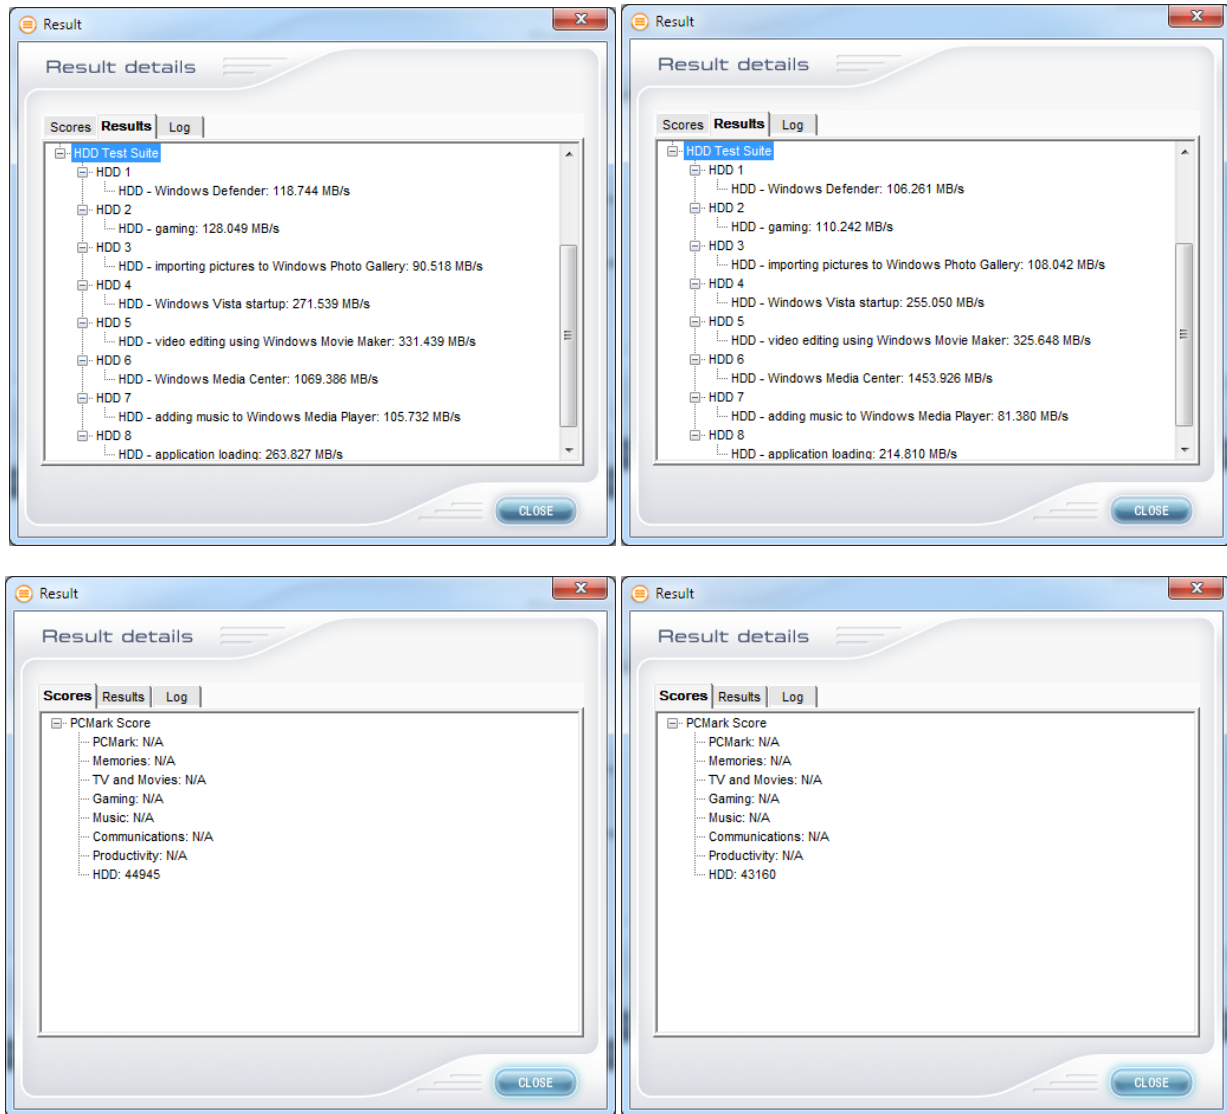 Result
Result details
Scores Results Log
HDD Test Suite
HDD 1
HDD - Windows Defender: 118.744 MB/s
HDD 2
HDD - gaming: 128.049 MB/s
HDD 3
HDD - importing pictures to Windows Photo Gallery: 90.518 MB/s
HDD 4
HDD - Windows Vista startup: 271.539 MB/s
HDD 5
HDD - video editing using Windows Movie Maker: 331.439 MB/s
HDD 6
HDD - Windows Media Center: 1069.386 MB/s
HDD 7
HDD - adding music to Windows Media Player: 105.732 MB/s
HDD 8
HDD - application loading: 263.827 MB/s
CLOSE
Result
Result details
Scores Results Log
HDD Test Suite
HDD 1
HDD - Windows Defender: 106.261 MB/s
HDD 2
HDD - gaming: 110.242 MB/s
HDD 3
HDD - importing pictures to Windows Photo Gallery: 108.042 MB/s
HDD 4
HDD - Windows Vista startup: 255.050 MB/s
HDD 5
HDD - video editing using Windows Movie Maker: 325.648 MB/s
HDD 6
HDD - Windows Media Center: 1453.926 MB/s
HDD 7
HDD - adding music to Windows Media Player: 81.380 MB/s
HDD 8
HDD - application loading: 214.810 MB/s
CLOSE
Result
Result details
Scores Results Log
PCMark Score
PCMark: N/A
Memories: N/A
TV and Movies: N/A
Gaming: N/A
Music: N/A
Communications: N/A
Productivity: N/A
HDD: 44945
CLOSE
Result
Result details
Scores Results Log
PCMark Score
PCMark: N/A
Memories: N/A
TV and Movies: N/A
Gaming: N/A
Music: N/A
Communications: N/A
Productivity: N/A
HDD: 43160
CLOSE